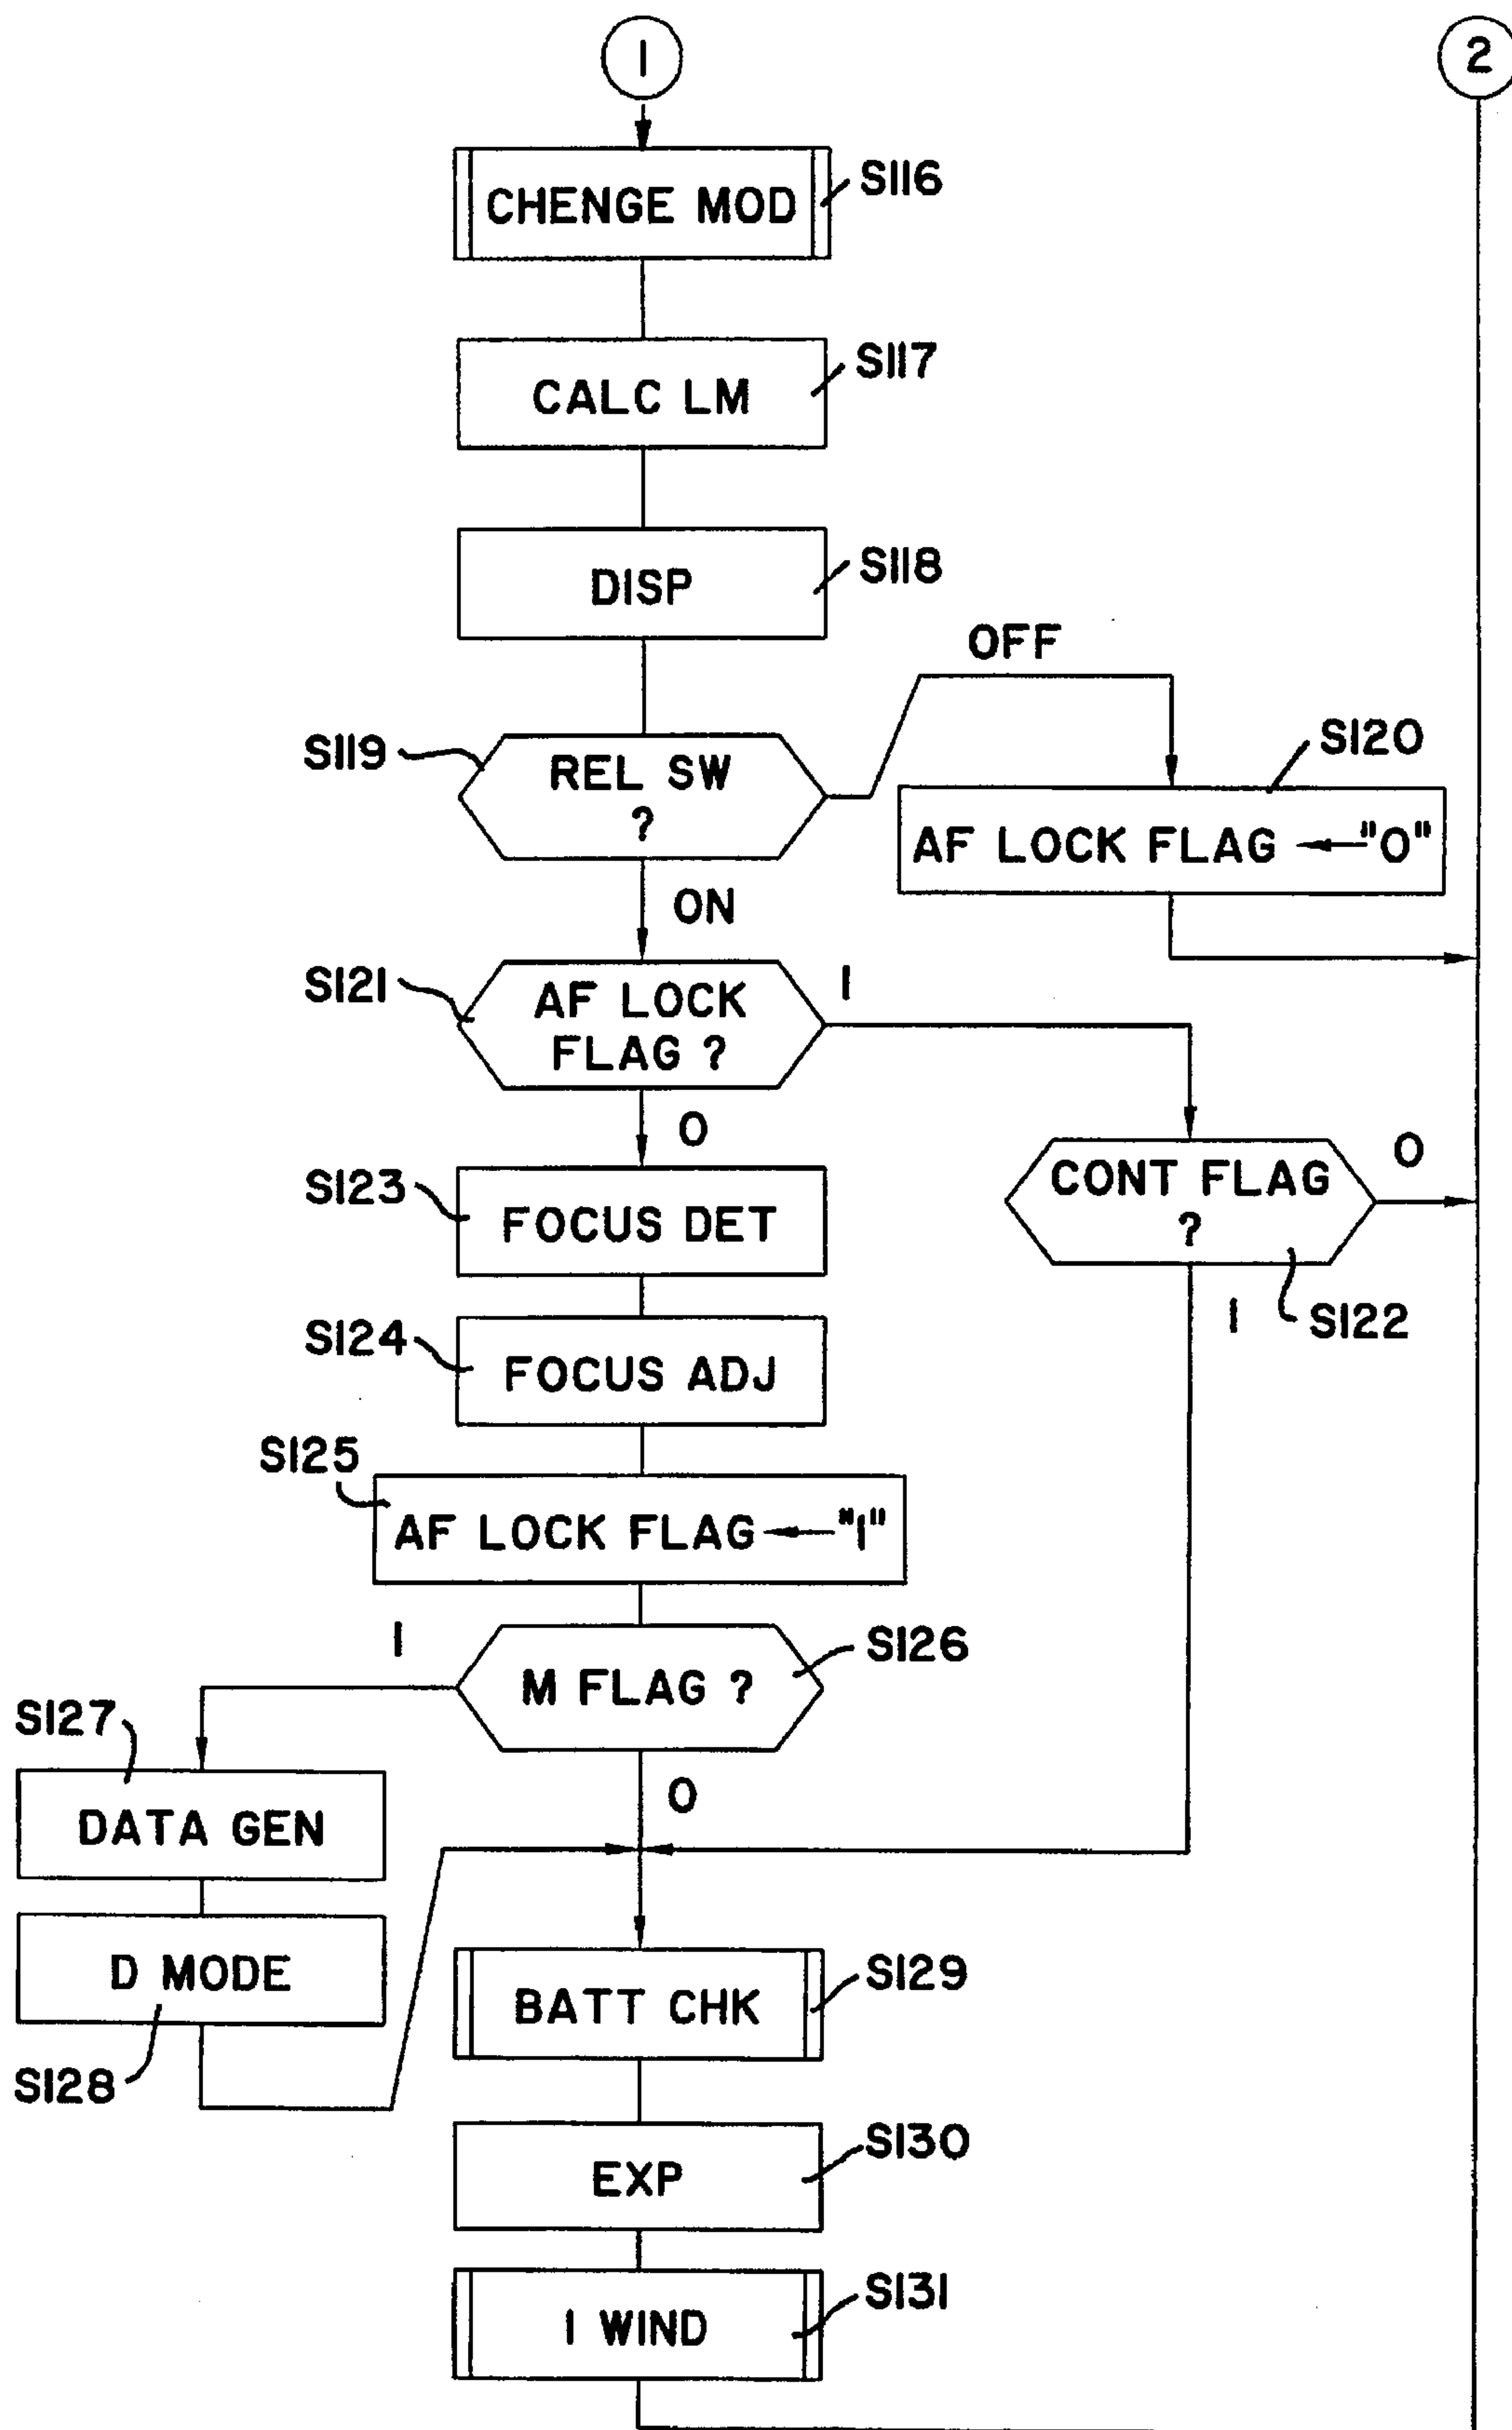 1
2
CHENGE MOD
S116
CALC LM
S117
DISP
S118
OFF
S119
REL SW
?
S120
AF LOCK FLAG ← "0"
ON
S121
AF LOCK
FLAG ?
1
0
S123
FOCUS DET
CONT FLAG
?
0
1
S122
S124
FOCUS ADJ
S125
AF LOCK FLAG ← "1"
1
M FLAG ?
S126
S127
0
DATA GEN
D MODE
S128
BATT CHK
S129
EXP
S130
1 WIND
S131